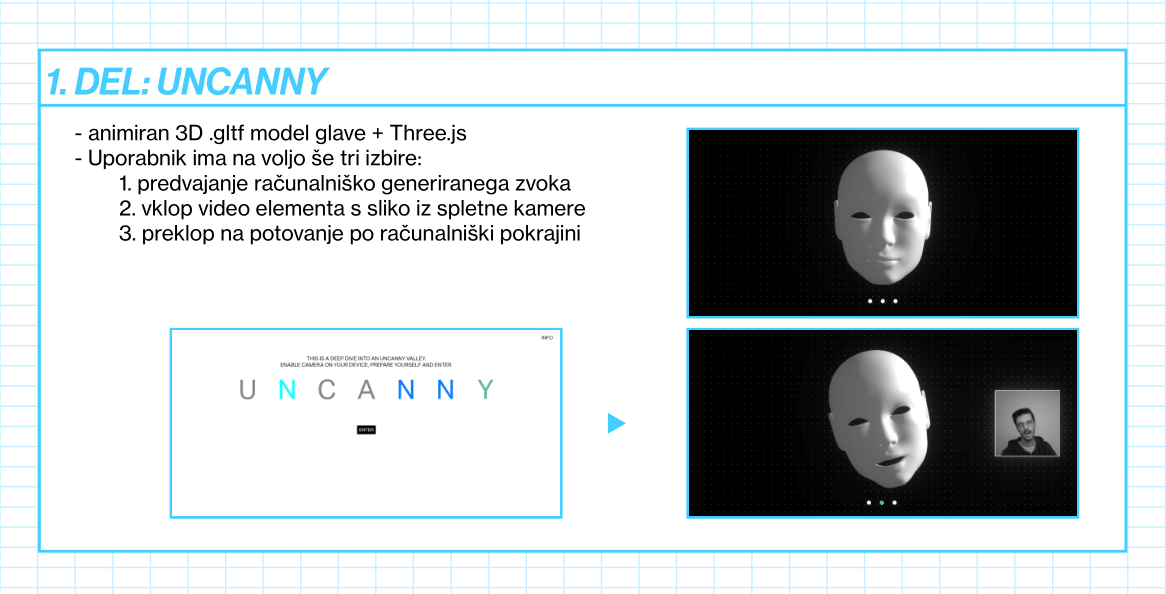 1. DEL: UNCANNY
- animiran 3D .gltf model glave + Three.js
- Uporabnik ima na voljo še tri izbire:
1. predvajanje računalniško generiranega zvoka
2. vklop video elementa s sliko iz spletne kamere
3. preklop na potovanje po računalniški pokrajini
INFO
THIS IS A DEEP DIVE INTO AN UNCANNY VALLEY.
ENABLE CAMERA ON YOUR DEVICE, PREPARE YOURSELF AND ENTER.
U N C A N N Y
ENTER